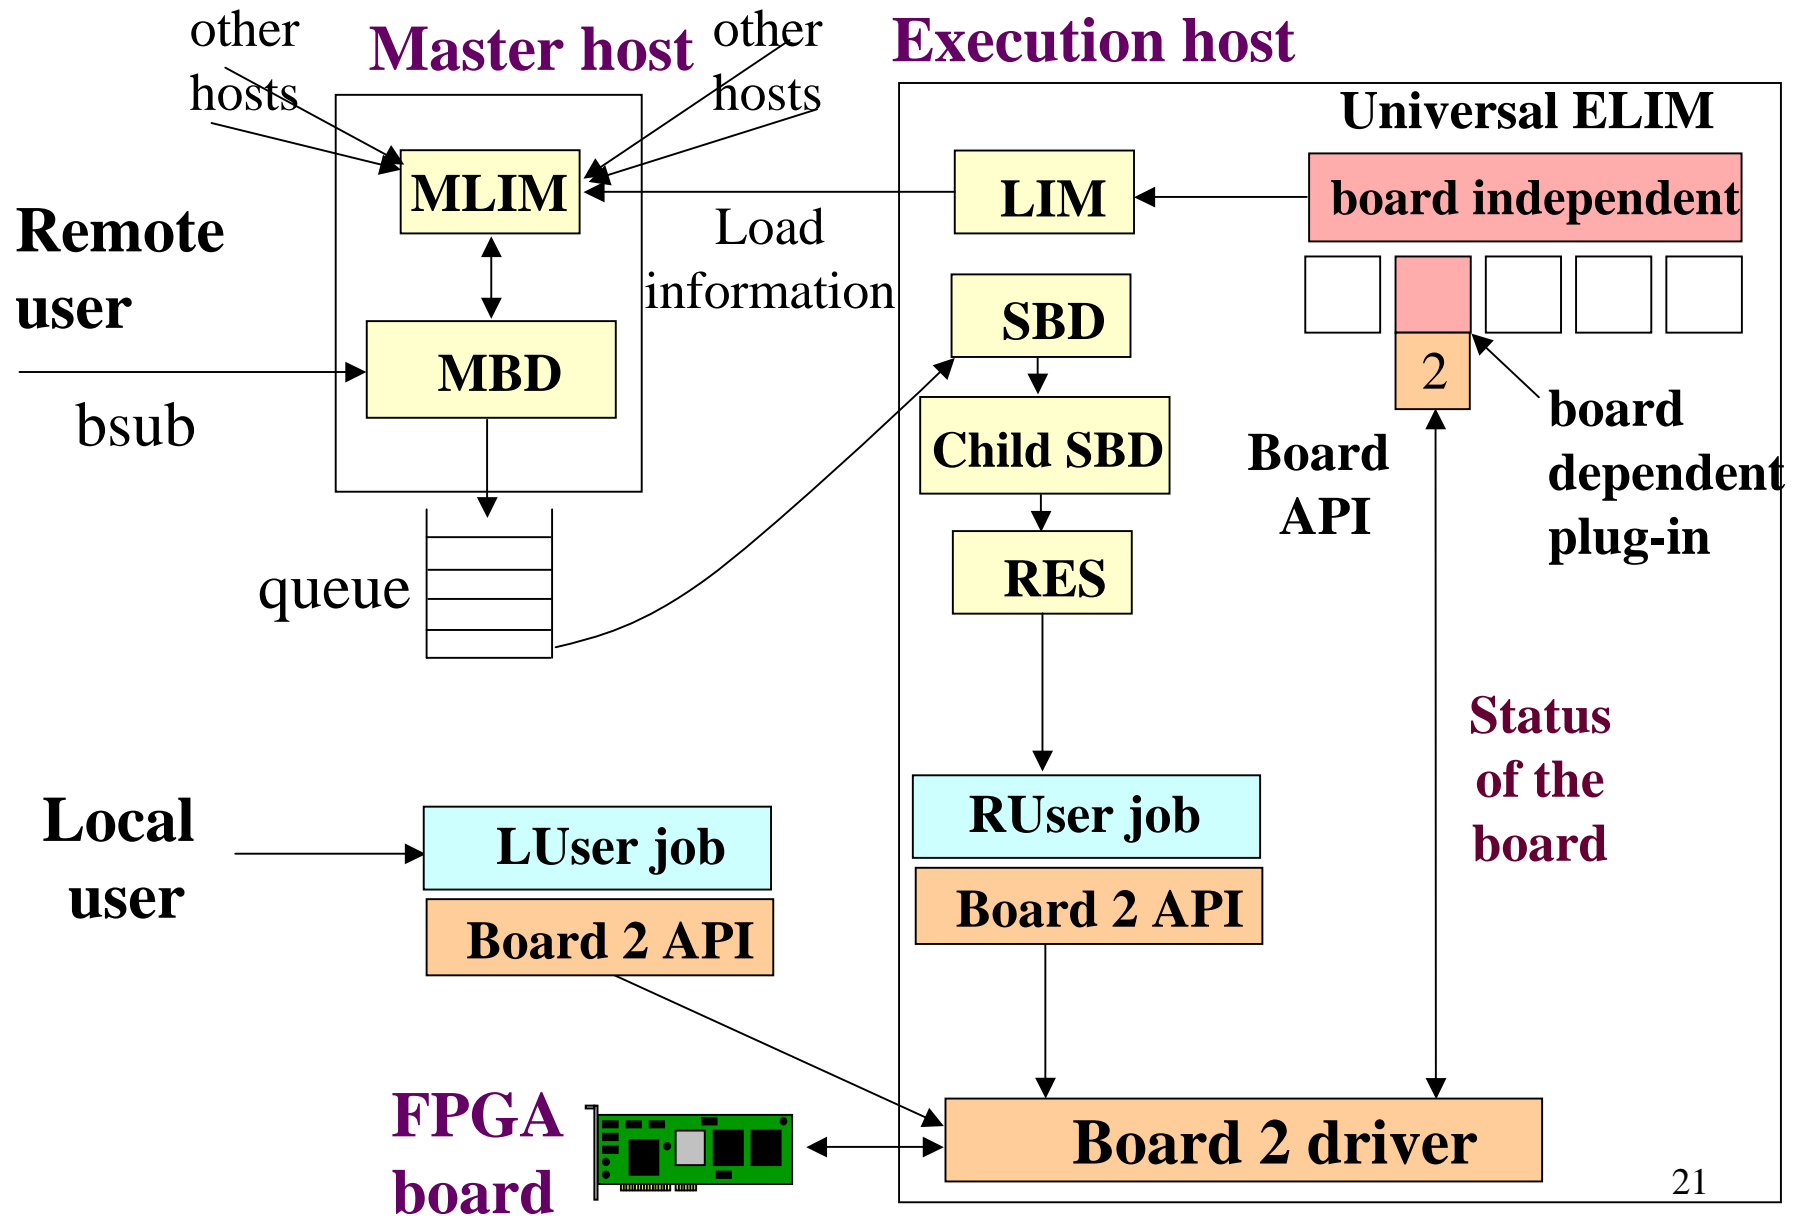 other
hosts
Master host
other
hosts
Execution host
Universal ELIM
MLIM
LIM
board independent
Remote
user
Load
information
SBD
MBD
2
bsub
Child SBD
Board
API
board
dependent
plug-in
queue
RES
Status
of the
board
Local
user
LUser job
RUser job
Board 2 API
Board 2 API
FPGA
board
Board 2 driver
21